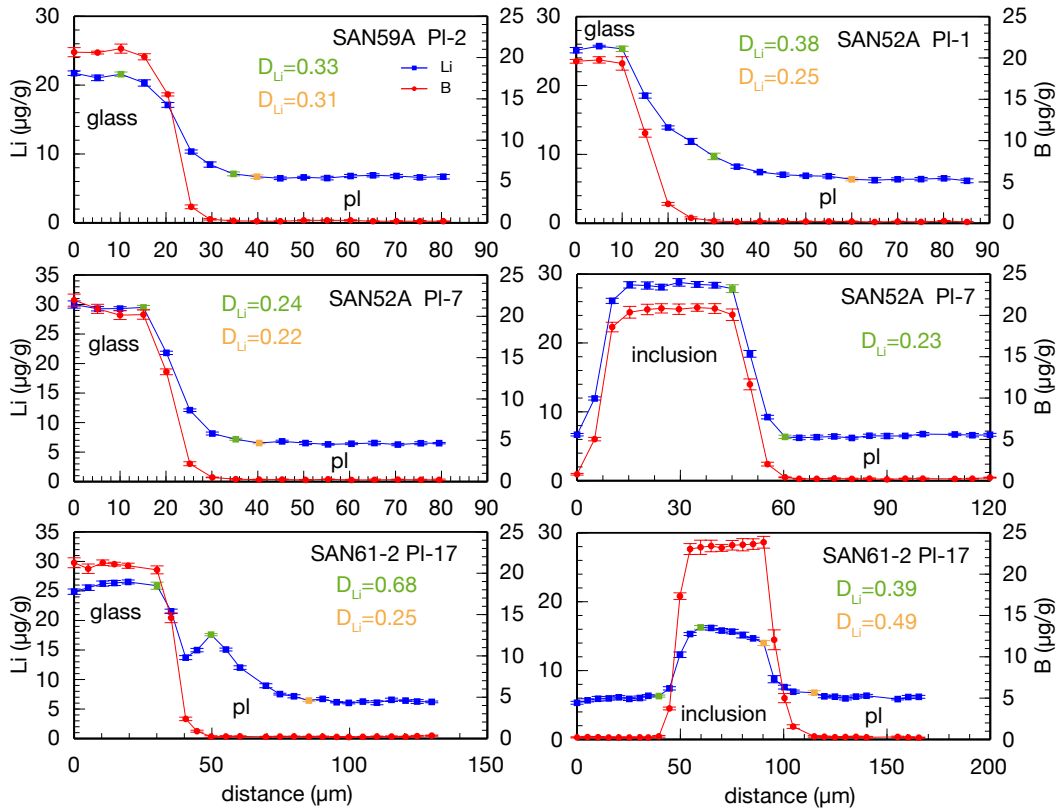 SAN59A Pl-2
Li
B
D_Li=0.33
D_Li=0.31
glass
pl
Li (µg/g)
30
20
10
0
25
20
15
10
5
0
0 10 20 30 40 50 60 70 80 90
glass
SAN52A Pl-1
D_Li=0.38
D_Li=0.25
pl
B (µg/g)
30
20
10
0
25
20
15
10
5
0
0 10 20 30 40 50 60 70 80 90
SAN52A Pl-7
D_Li=0.24
D_Li=0.22
glass
pl
Li (µg/g)
35
30
25
20
15
10
5
0
25
20
15
10
5
0
0 10 20 30 40 50 60 70 80 90
SAN52A Pl-7
D_Li=0.23
inclusion
pl
B (µg/g)
30
20
10
0
25
20
15
10
5
0
0 30 60 90 120
SAN61-2 Pl-17
D_Li=0.68
D_Li=0.25
glass
pl
Li (µg/g)
35
30
25
20
15
10
5
0
25
20
15
10
5
0
0 50 100 150
distance (µm)
SAN61-2 Pl-17
D_Li=0.39
D_Li=0.49
inclusion
pl
B (µg/g)
30
20
10
0
25
20
15
10
5
0
0 50 100 150 200
distance (µm)